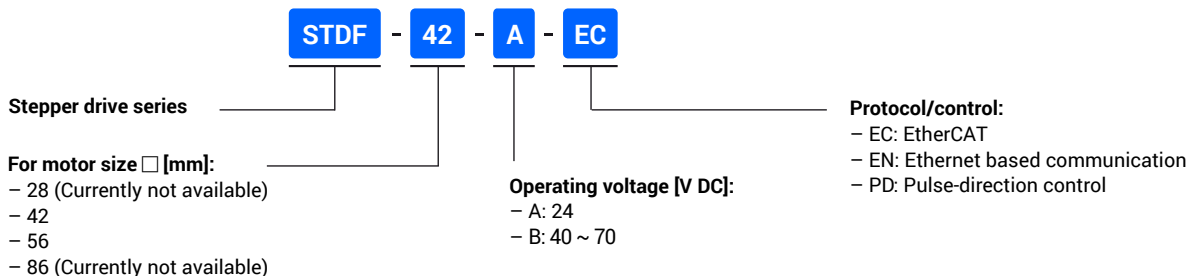 STDF - 42 - A - EC
Stepper drive series
For motor size □ [mm]:
– 28 (Currently not available)
– 42
– 56
– 86 (Currently not available)
Operating voltage [V DC]:
– A: 24
– B: 40 ~ 70
Protocol/control:
– EC: EtherCAT
– EN: Ethernet based communication
– PD: Pulse-direction control